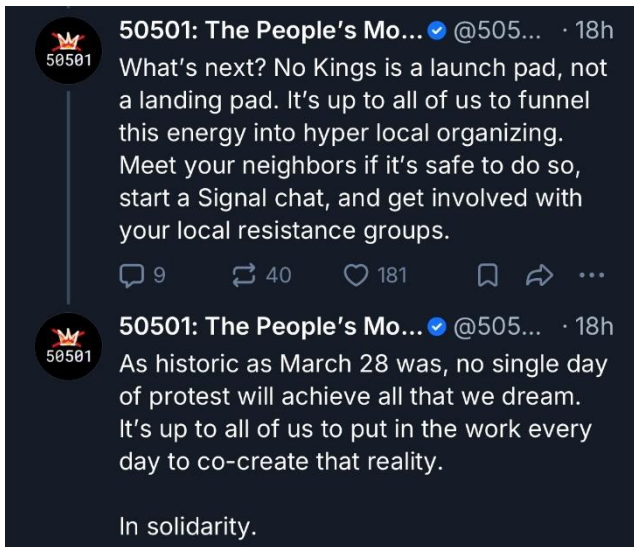 50501: The People’s Mo... @505... · 18h
50501
What’s next? No Kings is a launch pad, not
a landing pad. It’s up to all of us to funnel
this energy into hyper local organizing.
Meet your neighbors if it’s safe to do so,
start a Signal chat, and get involved with
your local resistance groups.
9 40 181
50501: The People’s Mo... @505... · 18h
50501
As historic as March 28 was, no single day
of protest will achieve all that we dream.
It’s up to all of us to put in the work every
day to co-create that reality.
In solidarity.